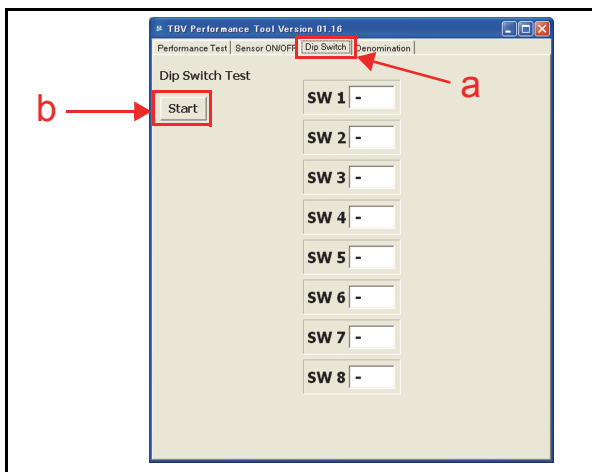 TBV Performance Tool Version 01.16
Performance Test Sensor ON/OFF Dip Switch Denomination
Dip Switch Test
a
b
Start
SW 1 -
SW 2 -
SW 3 -
SW 4 -
SW 5 -
SW 6 -
SW 7 -
SW 8 -